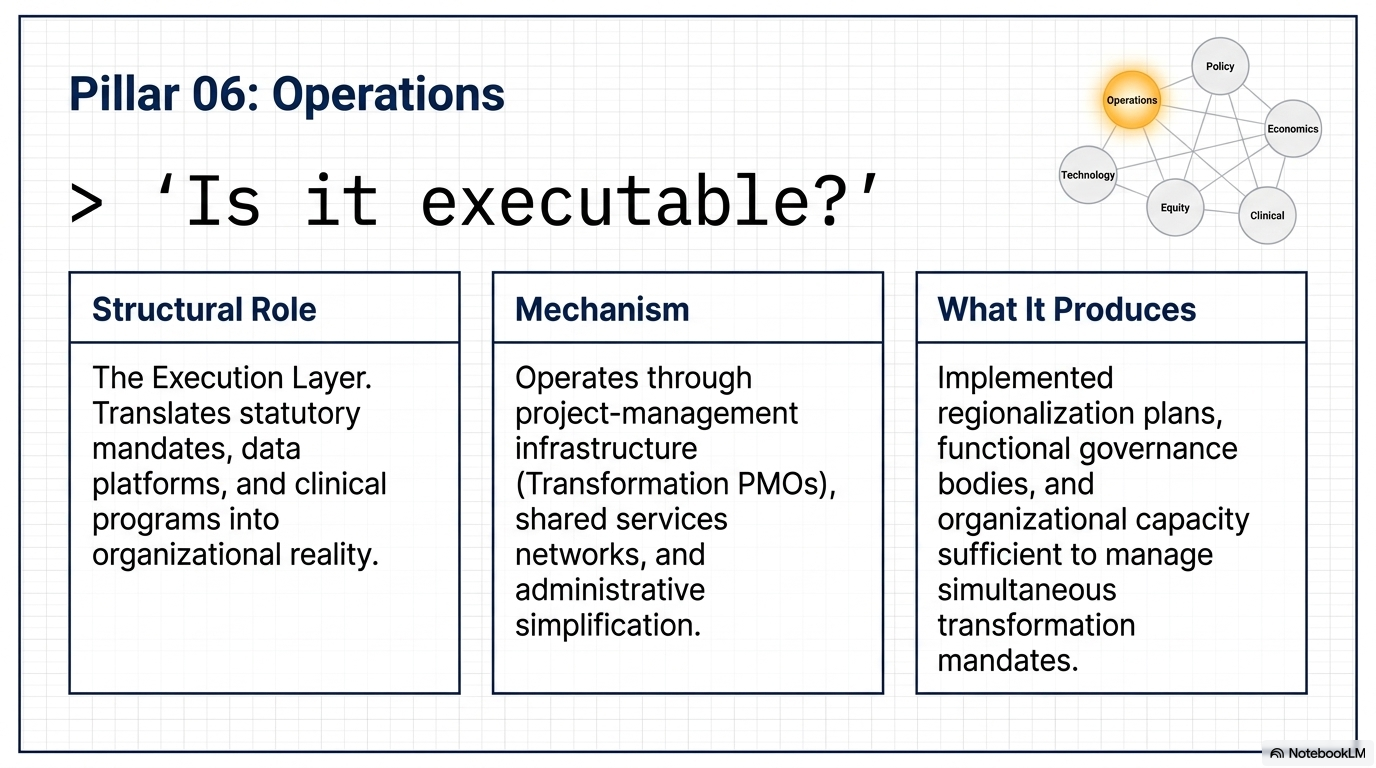 Pillar 06: Operations
> ‘Is it executable?’
Policy
Operations
Economics
Technology
Equity
Clinical
Structural Role
The Execution Layer.
Translates statutory
mandates, data
platforms, and clinical
programs into
organizational reality.
Mechanism
Operates through
project-management
infrastructure
(Transformation PMOs),
shared services
networks, and
administrative
simplification.
What It Produces
Implemented
regionalization plans,
functional governance
bodies, and
organizational capacity
sufficient to manage
simultaneous
transformation
mandates.
NotebookLM